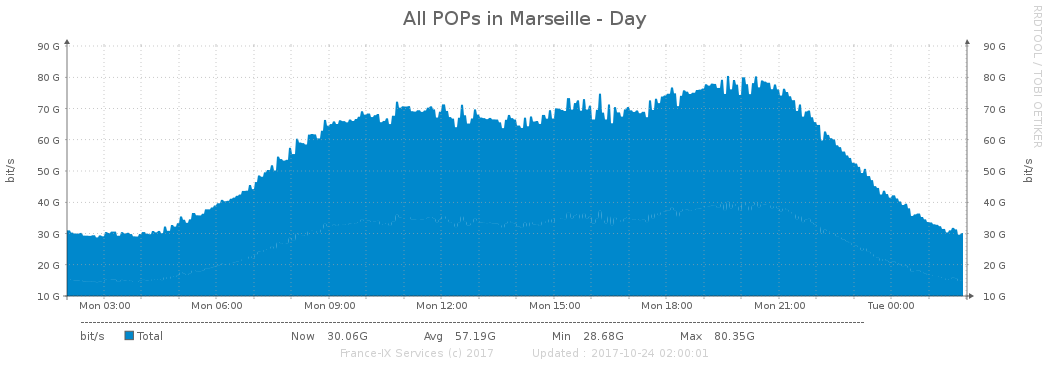 All POPs in Marseille - Day
RRDTOOL / TOBI OETIKER
90 G 90 G
80 G 80 G
70 G 70 G
60 G 60 G
50 G 50 G
40 G 40 G
30 G 30 G
20 G 20 G
10 G 10 G
bit/s
bit/s
Mon 03:00 Mon 06:00 Mon 09:00 Mon 12:00 Mon 15:00 Mon 18:00 Mon 21:00 Tue 00:00
bit/s Total Now 30.06G Avg 57.19G Min 28.68G Max 80.35G
France-IX Services (c) 2017 Updated : 2017-10-24 02:00:01